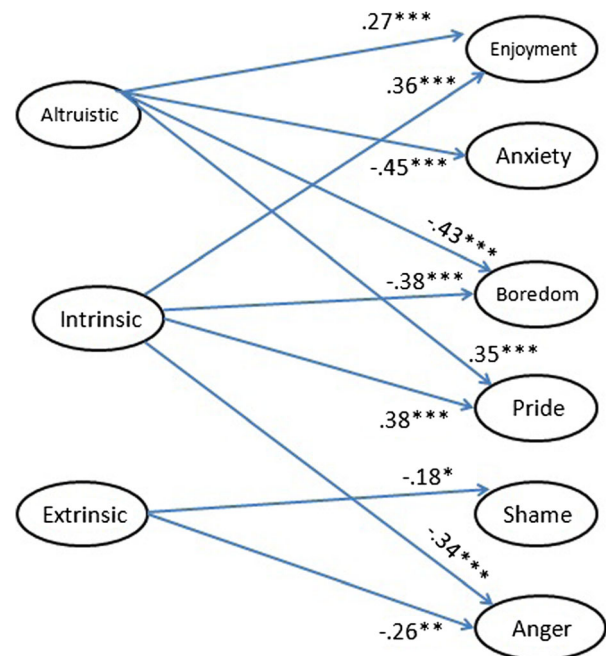 .27***
Enjoyment
.36***
Altruistic
Anxiety
-.45***
-.43***
-.38***
Boredom
Intrinsic
.35***
Pride
.38***
-.18*
Extrinsic
Shame
-.34***
-.26**
Anger